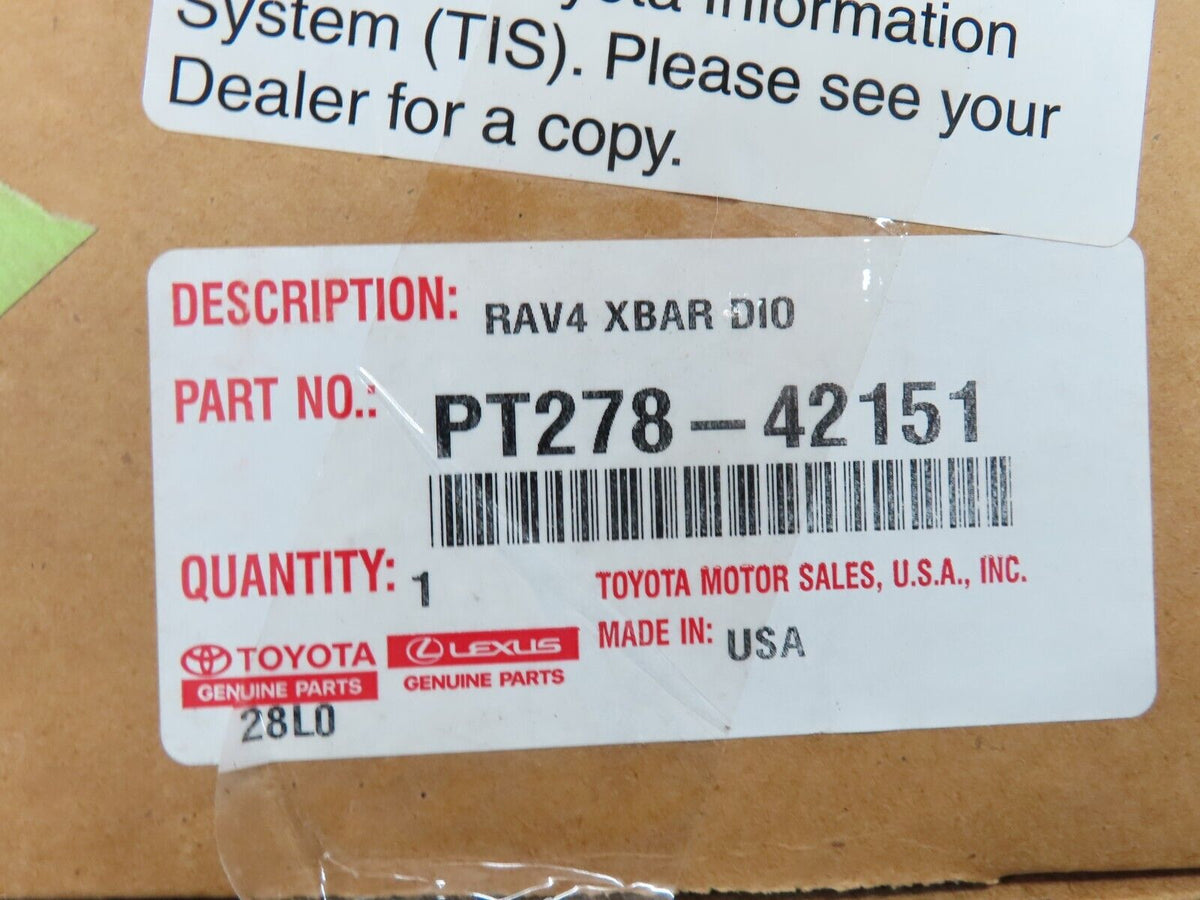 Information
System (TIS). Please see your
Dealer for a copy.
DESCRIPTION: RAV4 XBAR DIO
PART NO.: PT278-42151
QUANTITY: 1
TOYOTA MOTOR SALES, U.S.A., INC.
MADE IN: USA
TOYOTA
GENUINE PARTS
LEXUS
GENUINE PARTS
28L0